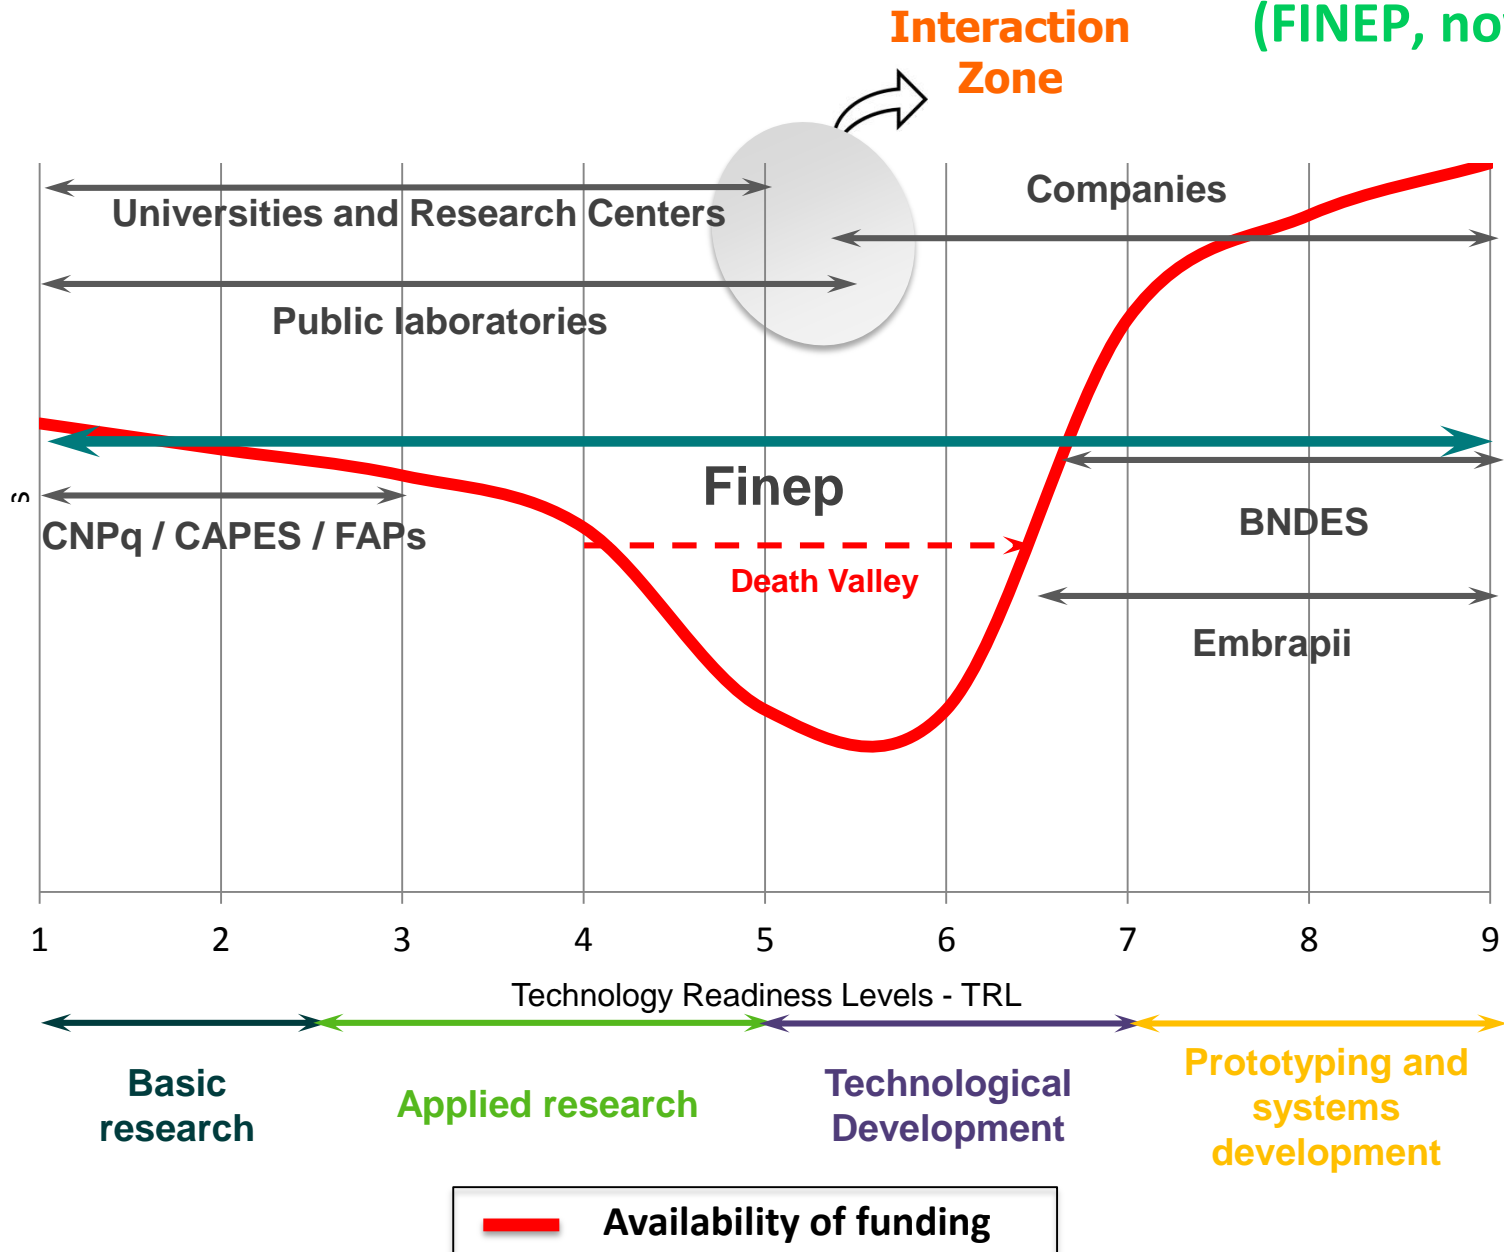 Interaction
Zone
(FINEP, no
Universities and Research Centers
Companies
Public laboratories
Finep
CNPq / CAPES / FAPs
BNDES
Death Valley
Embrapii
1 2 3 4 5 6 7 8 9
Technology Readiness Levels - TRL
Basic
research
Applied research
Technological
Development
Prototyping and
systems
development
Availability of funding